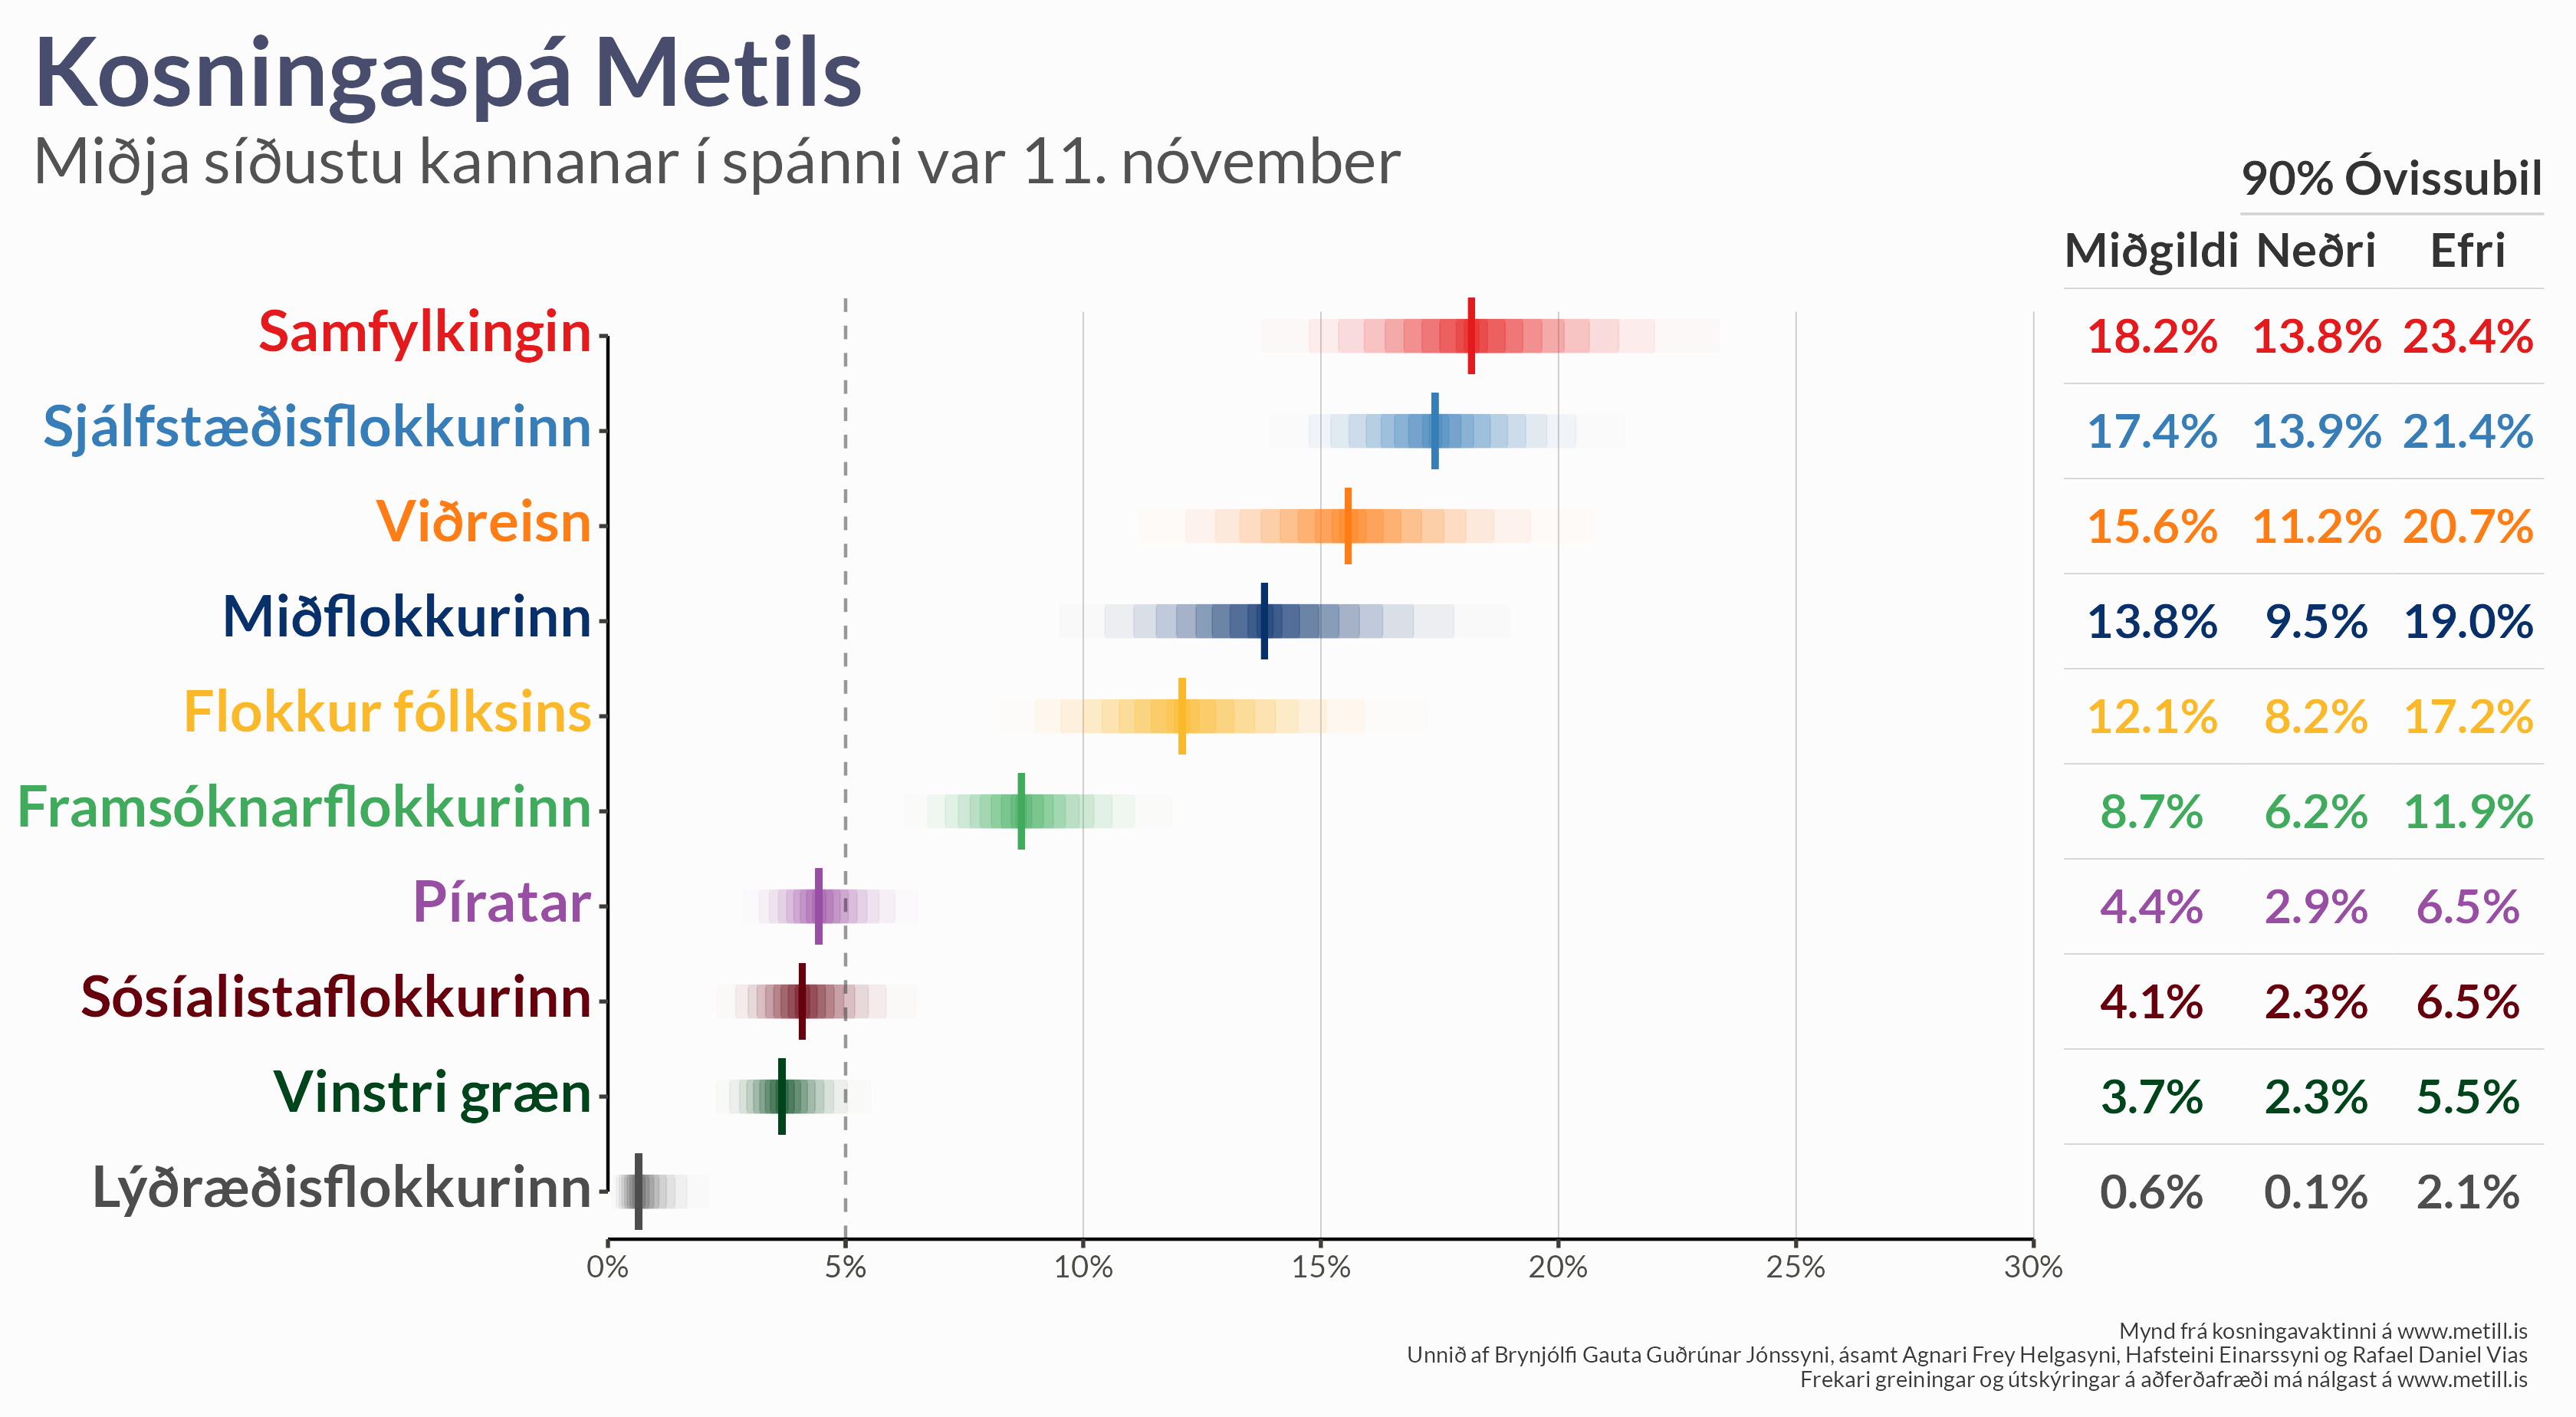 Kosningaspá Metils
Miðja síðustu kannanar í spánni var 11. nóvember
90% Óvissubil
Miðgildi Neðri Efri
Samfylkingin 18.2% 13.8% 23.4%
Sjálfstæðisflokkurinn 17.4% 13.9% 21.4%
Viðreisn 15.6% 11.2% 20.7%
Miðflokkurinn 13.8% 9.5% 19.0%
Flokkur fólksins 12.1% 8.2% 17.2%
Framsóknarflokkurinn 8.7% 6.2% 11.9%
Píratar 4.4% 2.9% 6.5%
Sósíalistaflokkurinn 4.1% 2.3% 6.5%
Vinstri græn 3.7% 2.3% 5.5%
Lýðræðisflokkurinn 0.6% 0.1% 2.1%
0% 5% 10% 15% 20% 25% 30%
Mynd frá kosningavaktinni á www.metill.is
Unnið af Brynjólfi Gauta Guðrúnar Jónssyni, ásamt Agnari Frey Helgasyni, Hafsteini Einarssyni og Rafael Daniel Vias
Frekari greiningar og útskýringar á aðferðafræði má nálgast á www.metill.is